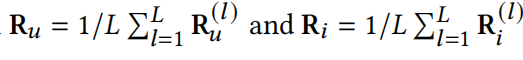 R_u = 1/L ∑_{l=1}^{L} R_u^{(l)} and R_i = 1/L ∑_{l=1}^{L} R_i^{(l)}